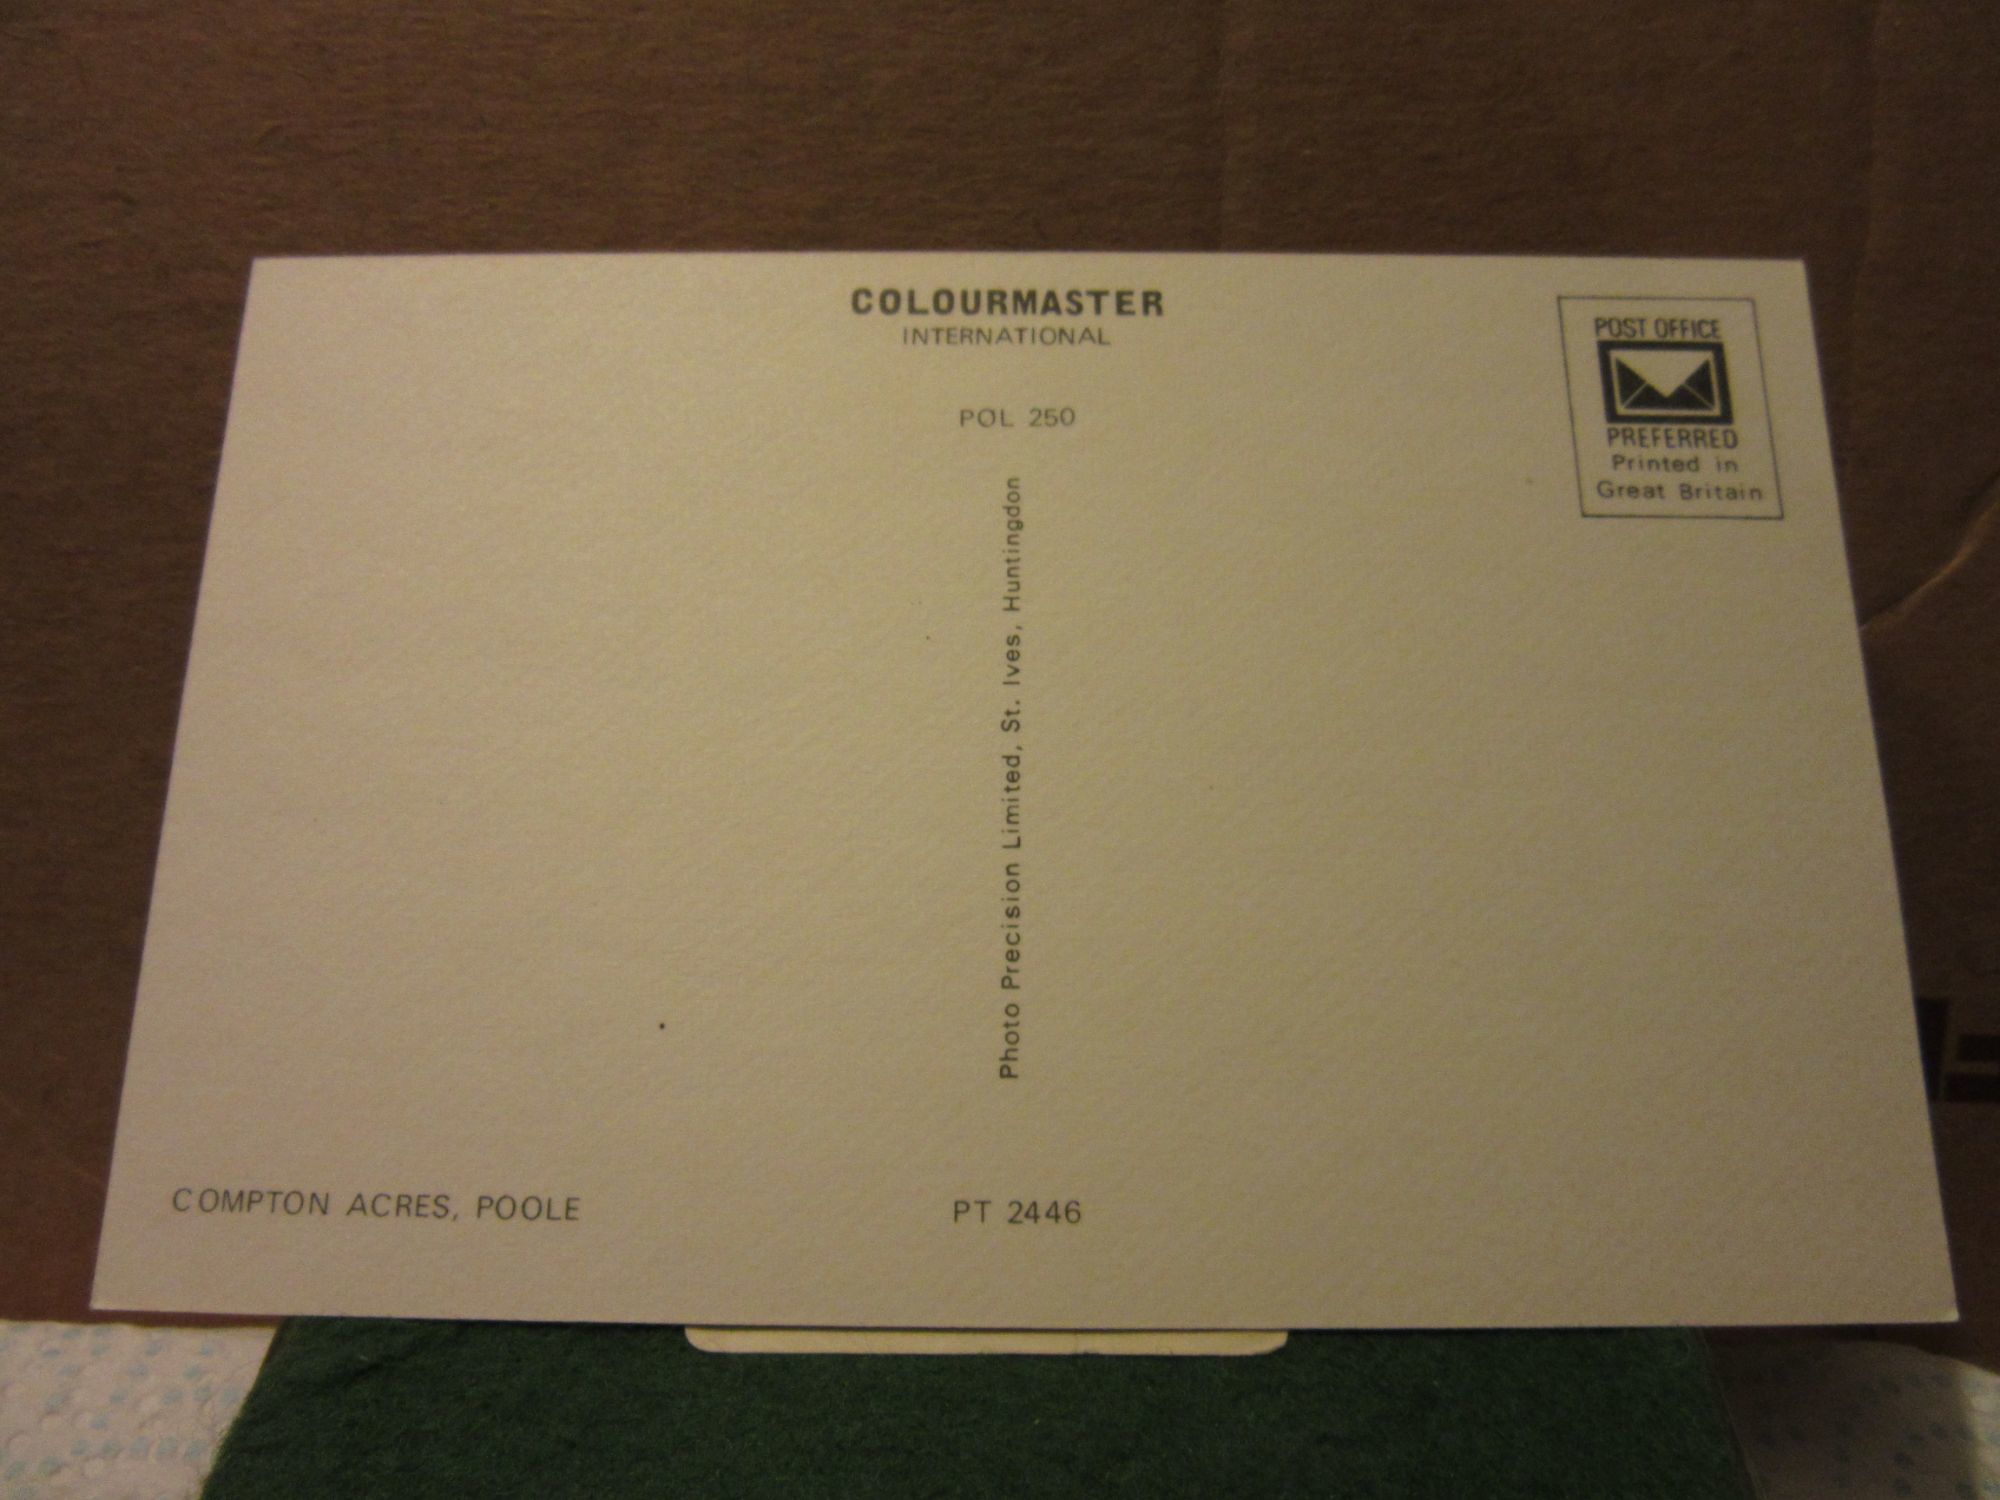 COLOURMASTER
INTERNATIONAL
POL 250
POST OFFICE
PREFERRED
Printed in
Great Britain
Photo Precision Limited, St. Ives, Huntingdon
COMPTON ACRES, POOLE
PT 2446